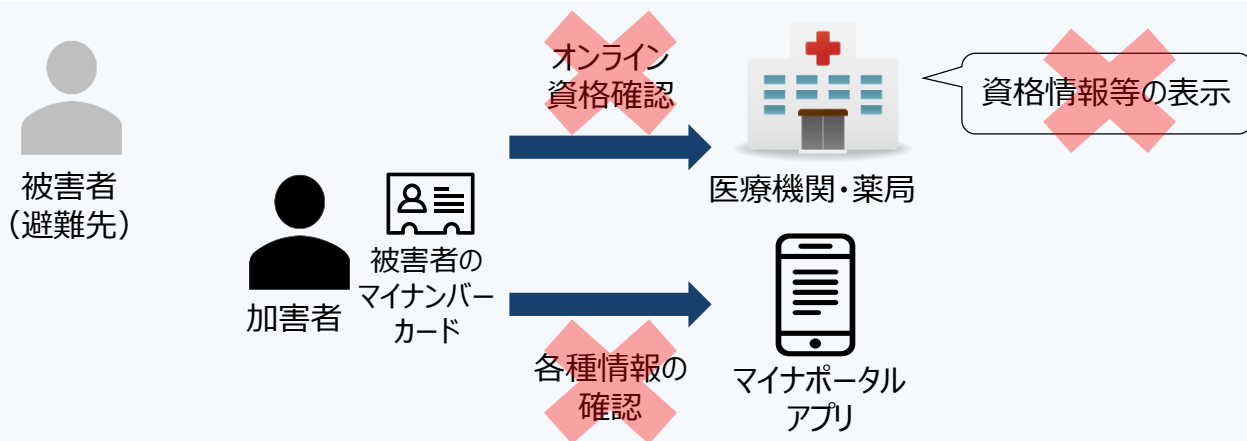 オンライン
資格確認
資格情報等の表示
被害者
（避難先）
医療機関・薬局
加害者
被害者の
マイナンバー
カード
各種情報の
確認
マイナポータル
アプリ